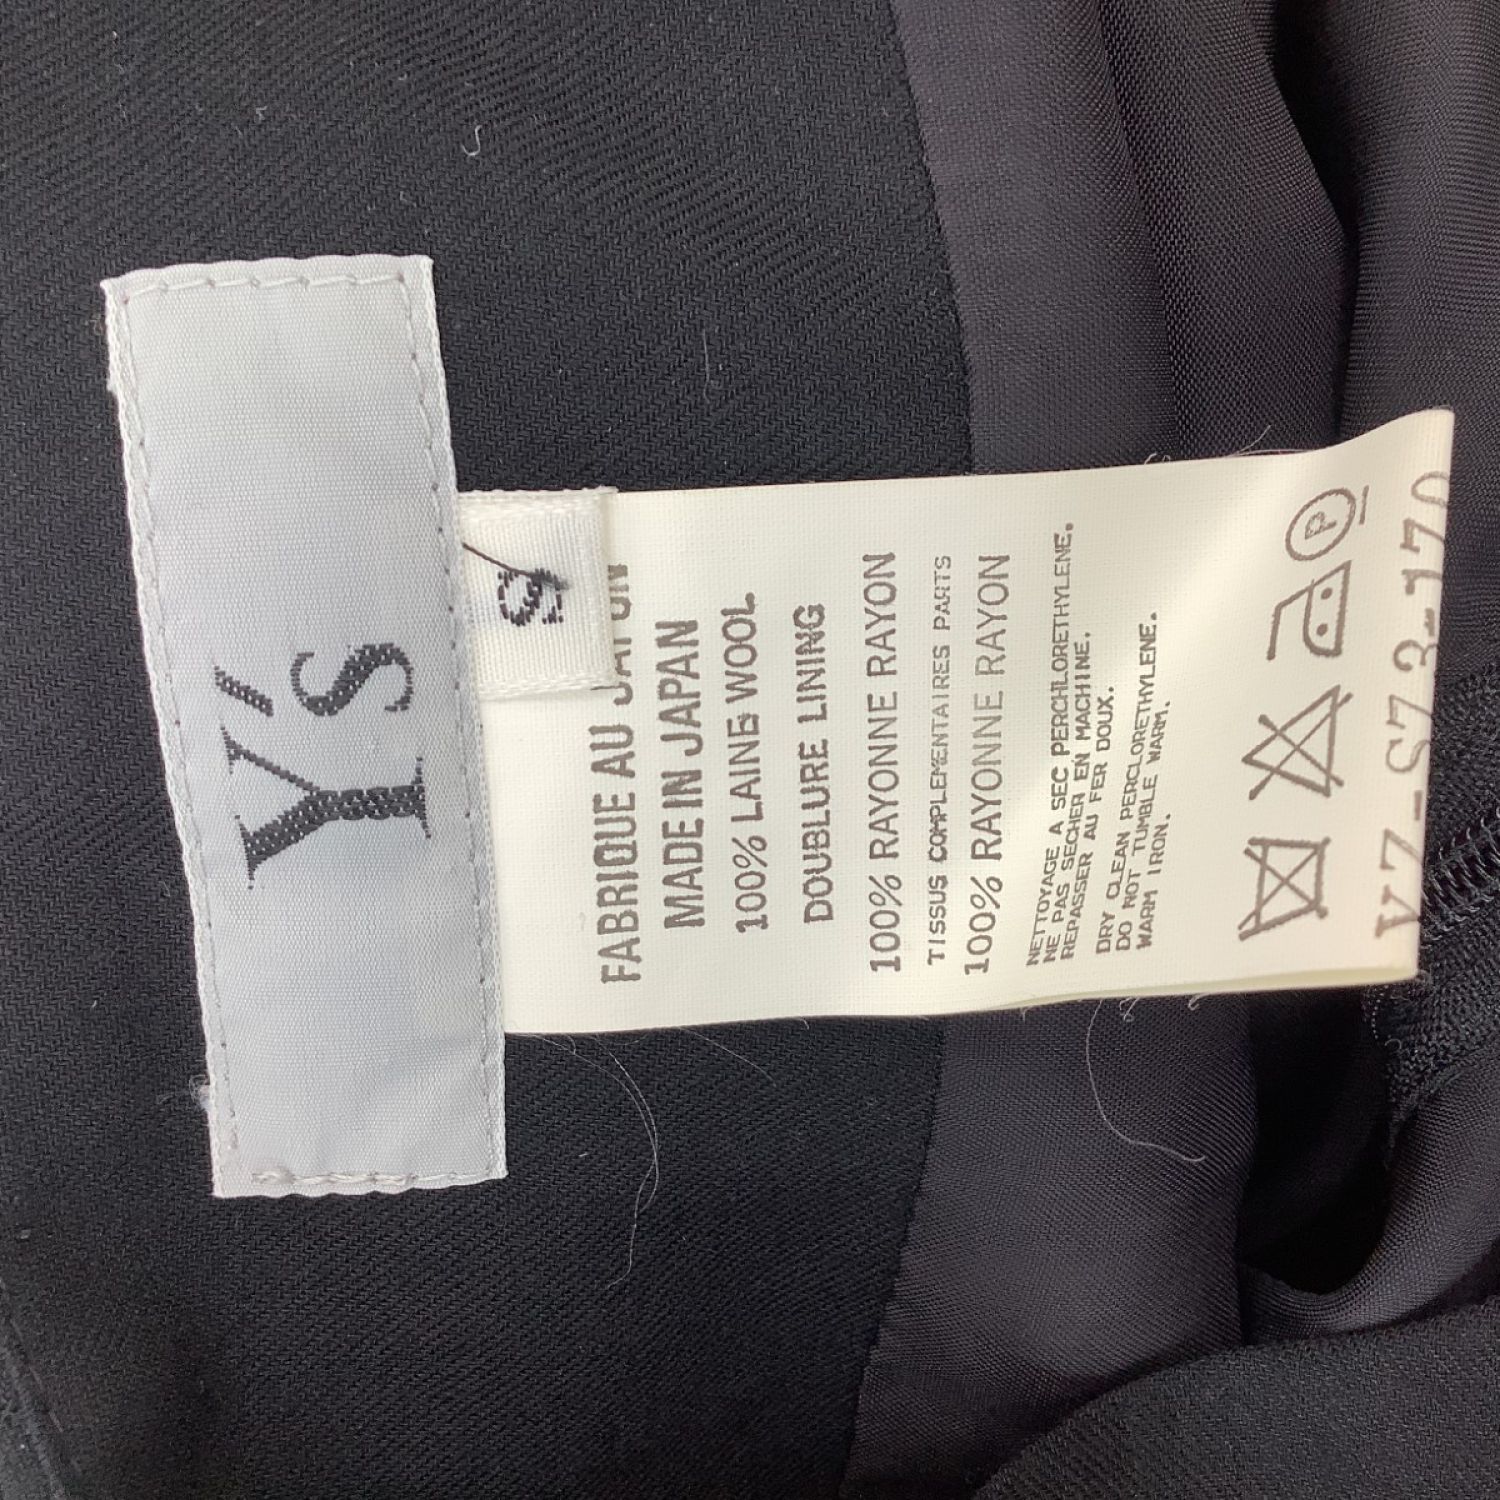 Y's
S
FABRIQUE AU JAPON
MADE IN JAPAN
100% LAINE WOOL
DOUBLURE LINING
100% RAYONNE RAYON
TISSUS COMPLEMENTAIRES PARTS
100% RAYONNE RAYON
NETTOYAGE A SEC PERCHLORETHYLENE.
NE PAS SECHER EN MACHINE.
REPASSER AU FER DOUX.
DRY CLEAN PERCLORETHYLENE.
DO NOT TUMBLE WARM.
WARM IRON.
P